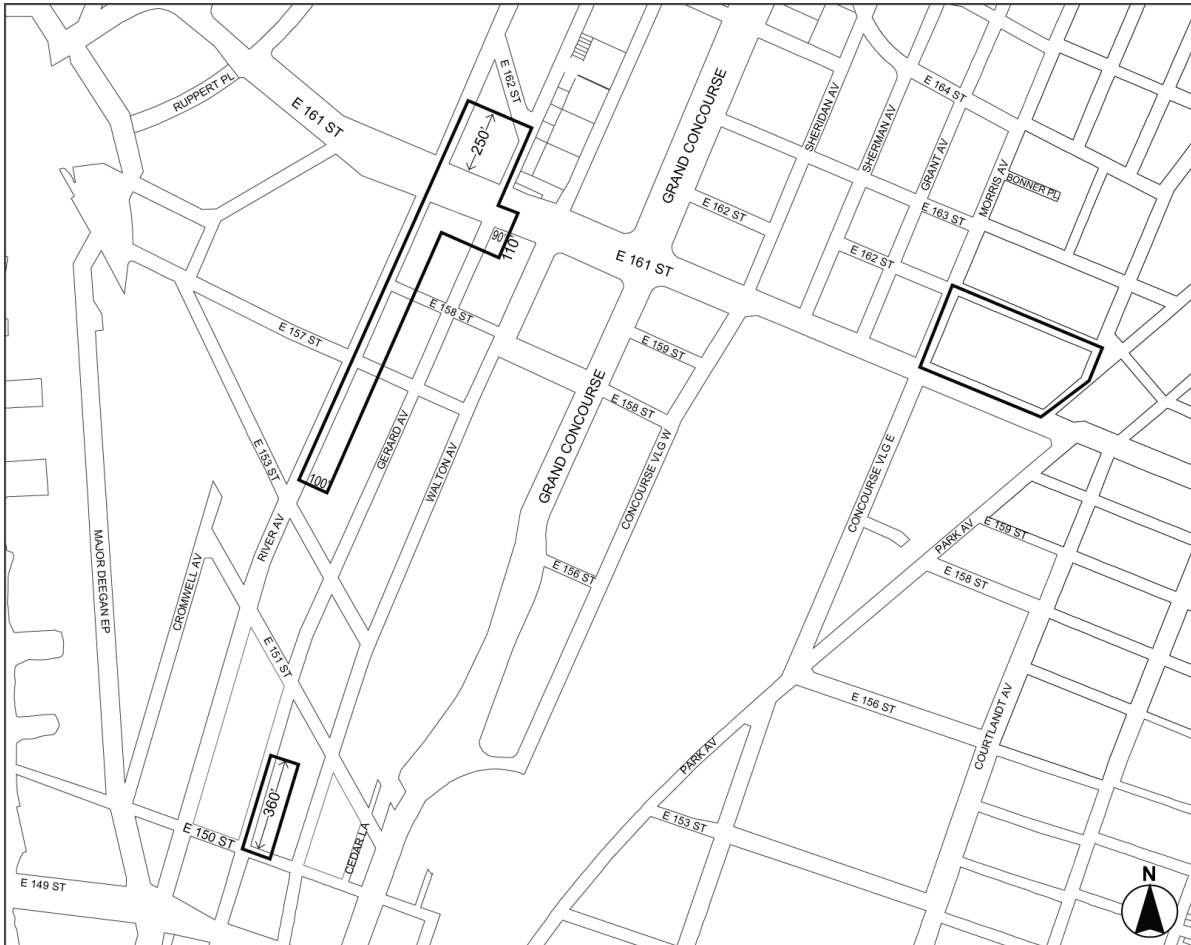 RUPPERT PL
E 161 ST
E 162 ST
250'
GRAND CONCOURSE
SHERIDAN AV
SHERMAN AV
E 164 ST
GRANT AV
MORRIS AV
BONNER PL
E 162 ST
E 163 ST
E 162 ST
90'
110'
E 161 ST
E 157 ST
E 158 ST
E 159 ST
E 158 ST
GRAND CONCOURSE
E 153 ST
GERARD AV
WALTON AV
100'
CONCOURSE VLG W
CONCOURSE VLG E
PARK AV
E 159 ST
E 158 ST
MAJOR DEEGAN EP
CROMWELL AV
RIVER AV
E 156 ST
E 151 ST
E 156 ST
COURTLANDT AV
PARK AV
360'
E 150 ST
CEDAR LA
E 153 ST
E 149 ST
N